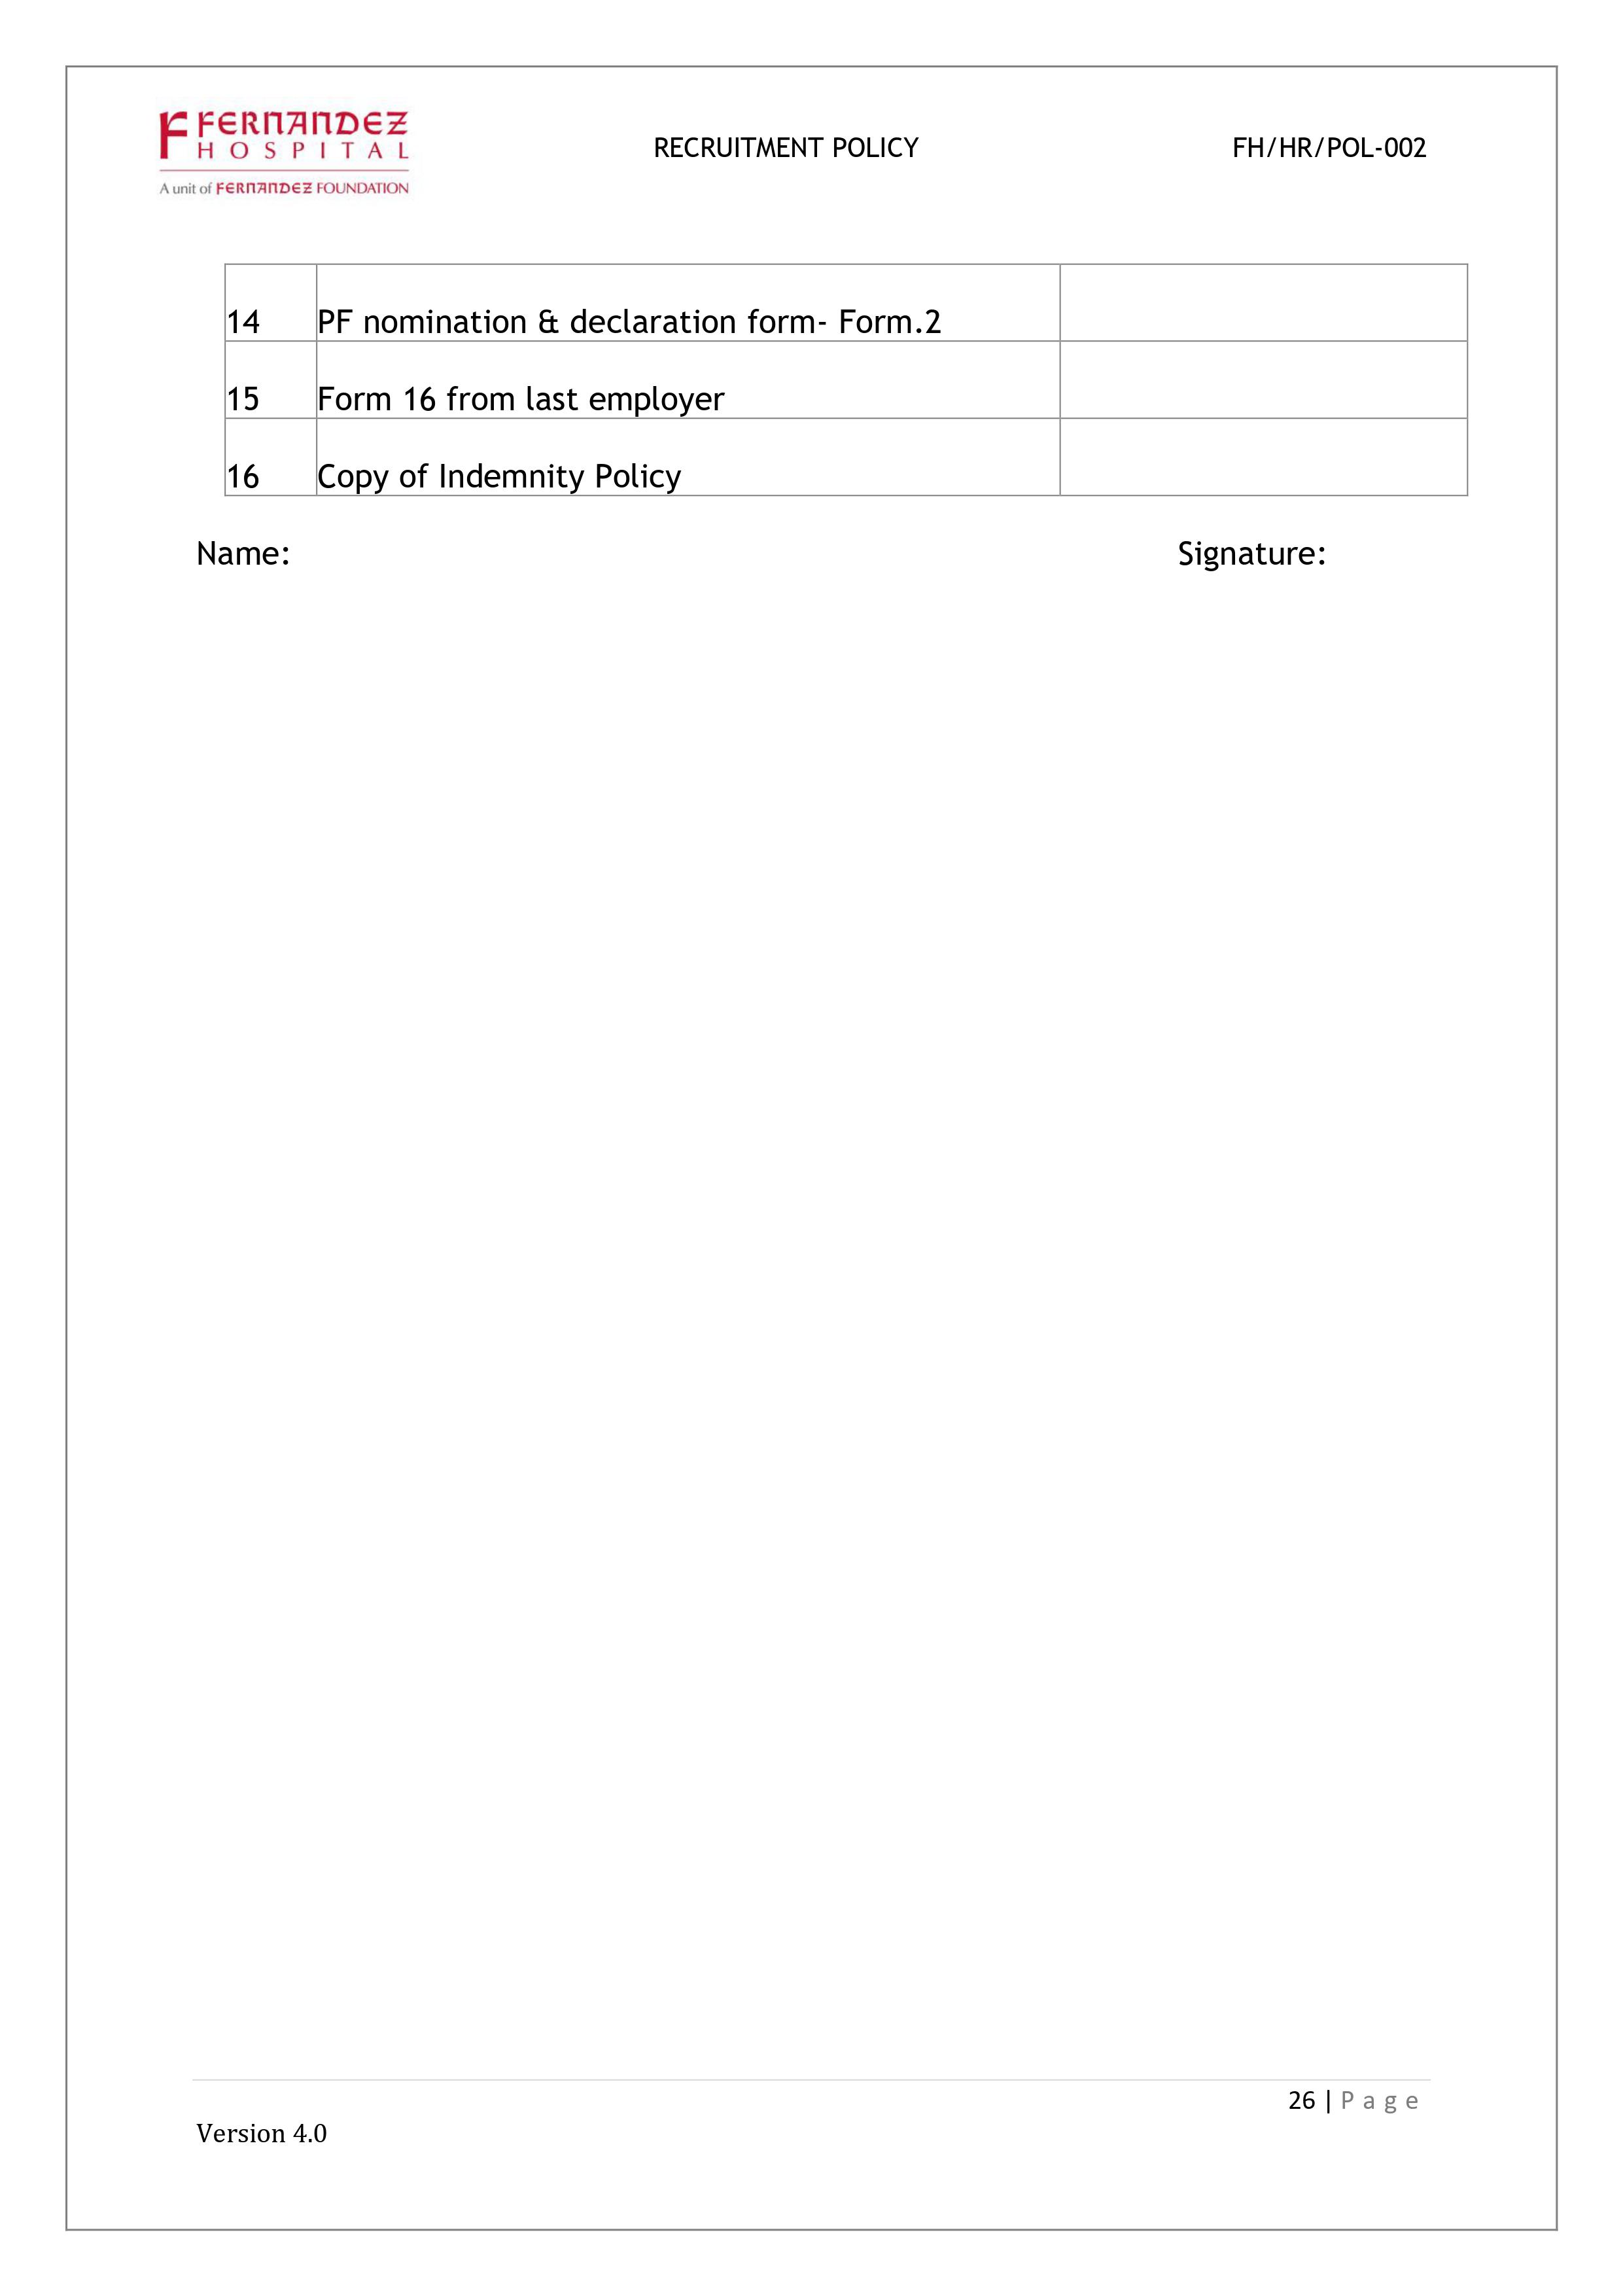 FERNANDEZ
HOSPITAL
A unit of FERNANDEZ FOUNDATION
RECRUITMENT POLICY
FH/HR/POL-002
14 PF nomination & declaration form- Form.2
15 Form 16 from last employer
16 Copy of Indemnity Policy
Name: Signature:
26 | Page
Version 4.0